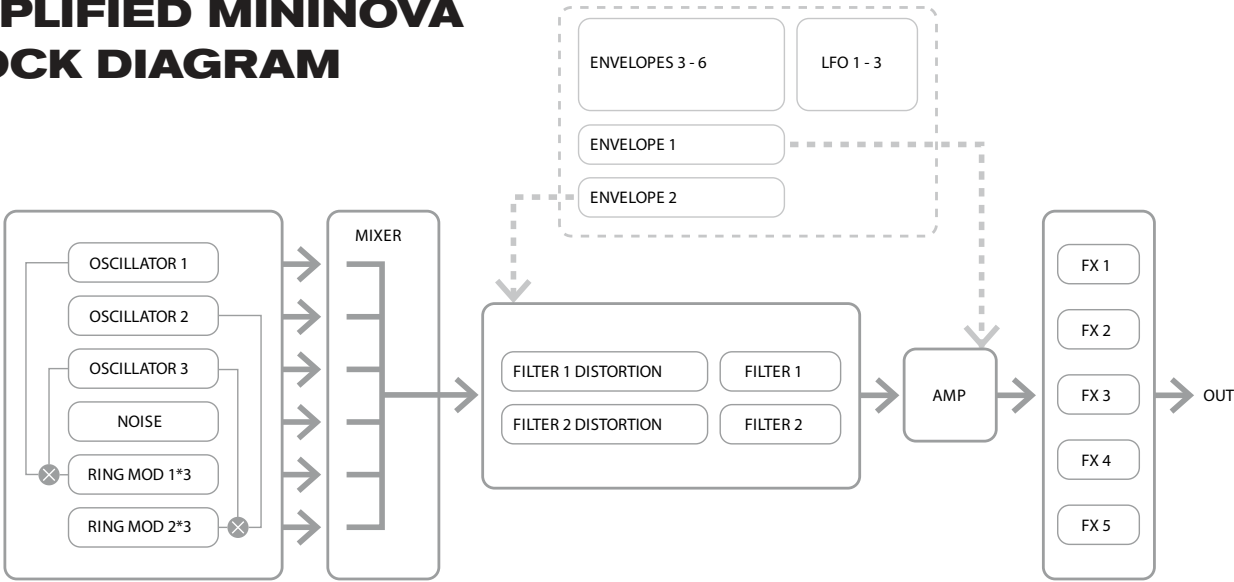 PLIFIED MININOVA
OCK DIAGRAM
ENVELOPES 3 - 6
LFO 1 - 3
ENVELOPE 1
ENVELOPE 2
OSCILLATOR 1
OSCILLATOR 2
OSCILLATOR 3
NOISE
RING MOD 1*3
RING MOD 2*3
MIXER
FILTER 1 DISTORTION
FILTER 1
FILTER 2 DISTORTION
FILTER 2
AMP
FX 1
FX 2
FX 3
FX 4
FX 5
OUT